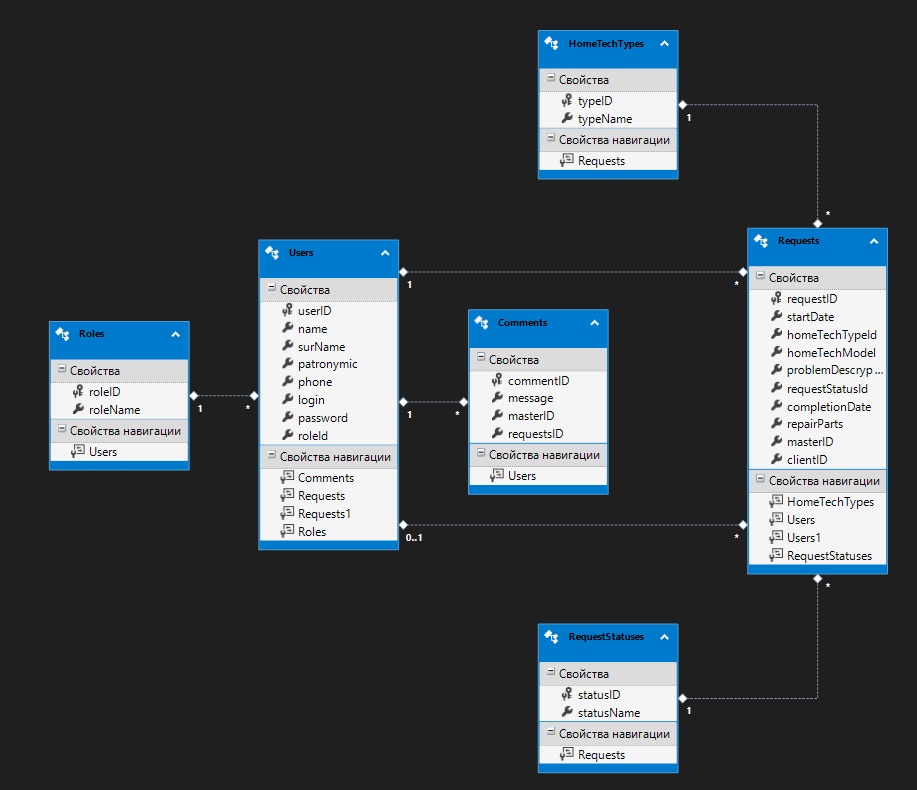 HomeTechTypes
Свойства
typeID
typeName
Свойства навигации
Requests
1
*
Requests
Свойства
requestID
startDate
homeTechTypeId
homeTechModel
problemDescryp...
requestStatusId
completionDate
repairParts
masterID
clientID
Свойства навигации
HomeTechTypes
Users
Users1
RequestStatuses
Users
Свойства
userID
name
surName
patronymic
phone
login
password
roleId
Свойства навигации
Comments
Requests
Requests1
Roles
1
*
1
*
0..1
*
Comments
Свойства
commentID
message
masterID
requestsID
Свойства навигации
Users
Roles
Свойства
roleID
roleName
Свойства навигации
Users
1
*
RequestStatuses
Свойства
statusID
statusName
Свойства навигации
Requests
1
*